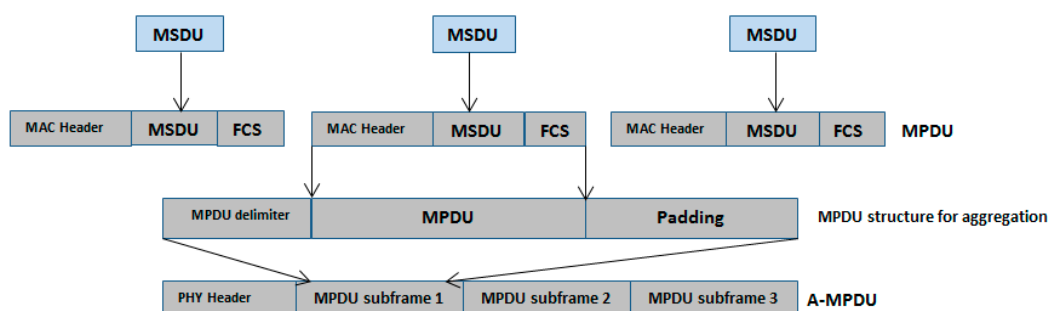 MSDU MSDU MSDU
MAC Header MSDU FCS MAC Header MSDU FCS MAC Header MSDU FCS MPDU
MPDU delimiter MPDU Padding MPDU structure for aggregation
PHY Header MPDU subframe 1 MPDU subframe 2 MPDU subframe 3 A-MPDU